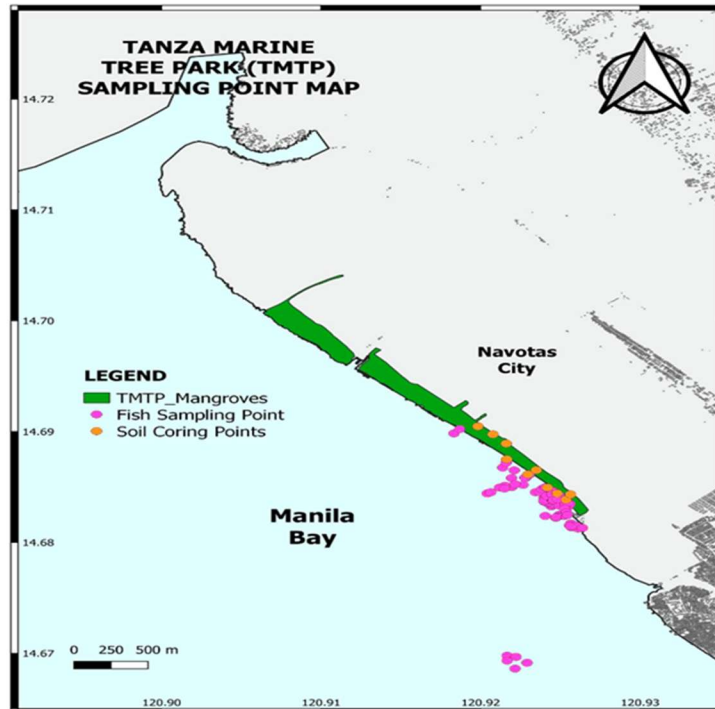 TANZA MARINE
TREE PARK (TMTP)
SAMPLING POINT MAP
14.72
14.71
14.70
Navotas
City
LEGEND
TMTP_Mangroves
Fish Sampling Point
Soil Coring Points
14.69
Manila
Bay
14.68
0 250 500 m
14.67
120.90 120.91 120.92 120.93